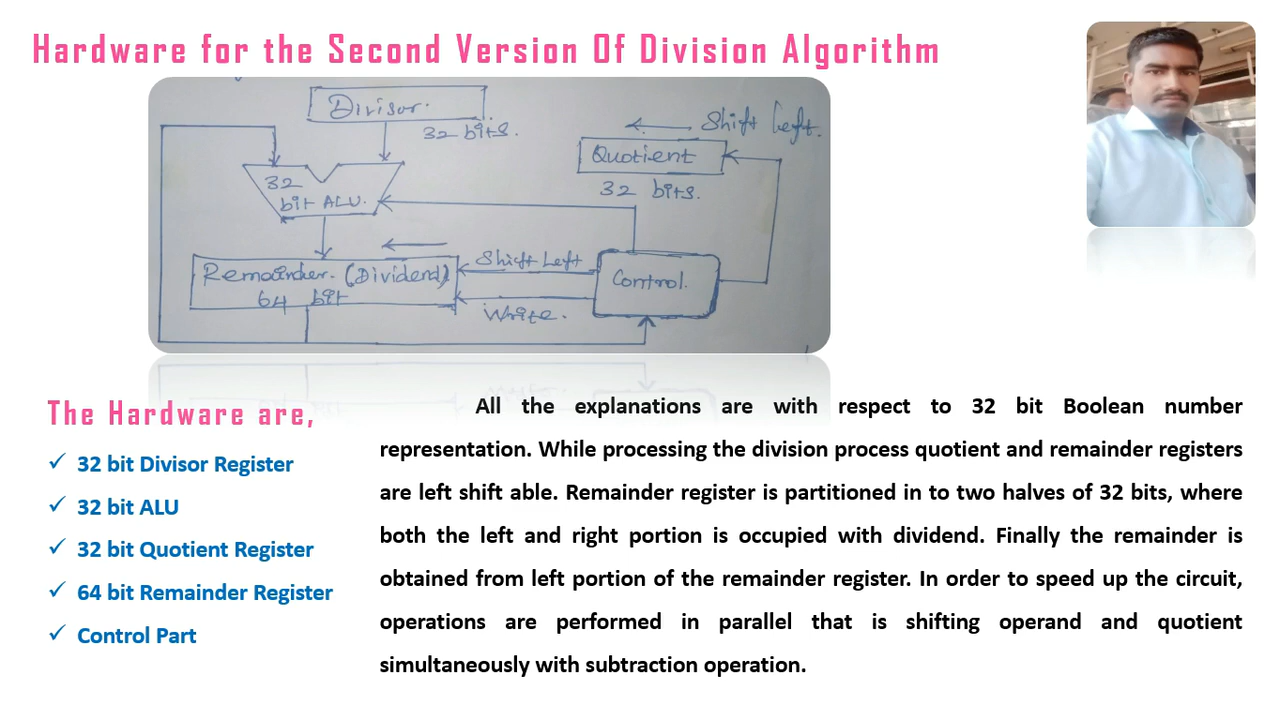 Hardware for the Second Version Of Division Algorithm
Divisor.
32 bits.
Shift Left.
Quotient
32 bits.
32
bit ALU.
Shift Left
Remainder. (Dividend)
64 bit
Control.
Write.
The Hardware are,
✓ 32 bit Divisor Register
✓ 32 bit ALU
✓ 32 bit Quotient Register
✓ 64 bit Remainder Register
✓ Control Part
All the explanations are with respect to 32 bit Boolean number
representation. While processing the division process quotient and remainder registers
are left shift able. Remainder register is partitioned in to two halves of 32 bits, where
both the left and right portion is occupied with dividend. Finally the remainder is
obtained from left portion of the remainder register. In order to speed up the circuit,
operations are performed in parallel that is shifting operand and quotient
simultaneously with subtraction operation.